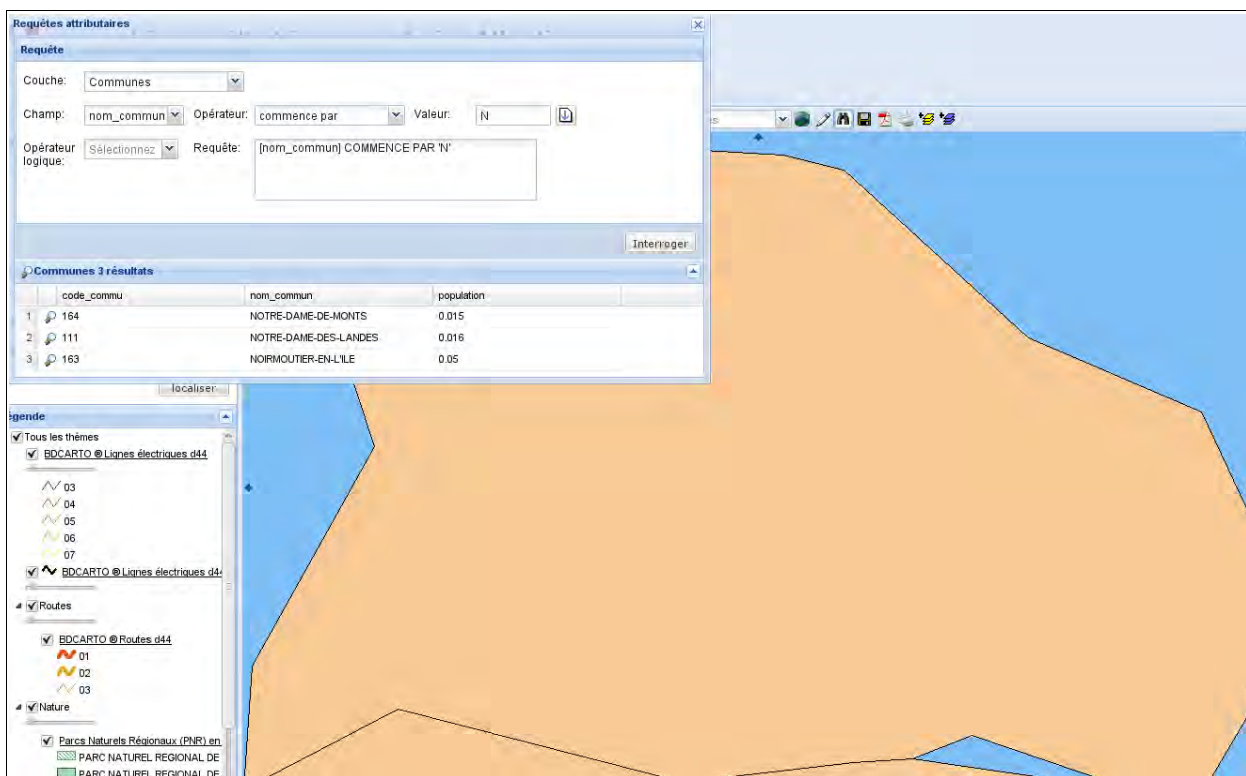 Requêtes attributaires
Requête
Couche: Communes
Champ: nom_commun Opérateur: commence par Valeur: N
Opérateur logique: Sélectionnez Requête: [nom_commun] COMMENCE PAR 'N'
Interroger
Communes 3 résultats
code_commu nom_commun population
1 164 NOTRE-DAME-DE-MONTS 0.015
2 111 NOTRE-DAME-DES-LANDES 0.016
3 163 NOIRMOUTIER-EN-L'ILE 0.05
localiser
égende
Tous les thèmes
BDCARTO ® Lignes électriques d44
03
04
05
06
07
BDCARTO ® Lignes électriques d44
Routes
BDCARTO ® Routes d44
01
02
03
Nature
Parcs Naturels Régionaux (PNR) en
PARC NATUREL REGIONAL DE
PARC NATUREL REGIONAL DE